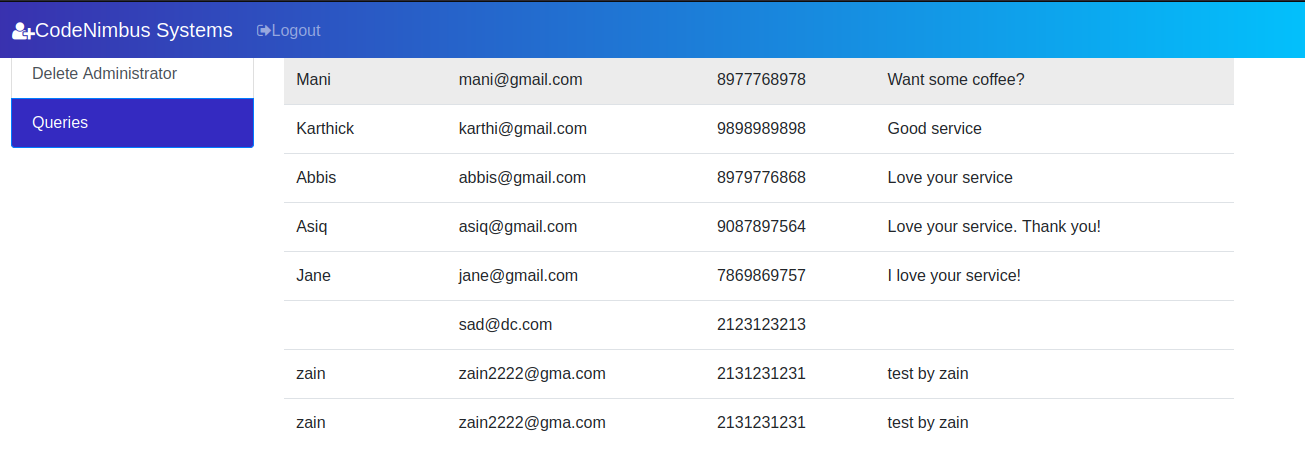 CodeNimbus Systems Logout
Delete Administrator
Queries
Mani mani@gmail.com 8977768978 Want some coffee?
Karthick karthi@gmail.com 9898989898 Good service
Abbis abbis@gmail.com 8979776868 Love your service
Asiq asiq@gmail.com 9087897564 Love your service. Thank you!
Jane jane@gmail.com 7869869757 I love your service!
sad@dc.com 2123123213
zain zain2222@gma.com 2131231231 test by zain
zain zain2222@gma.com 2131231231 test by zain